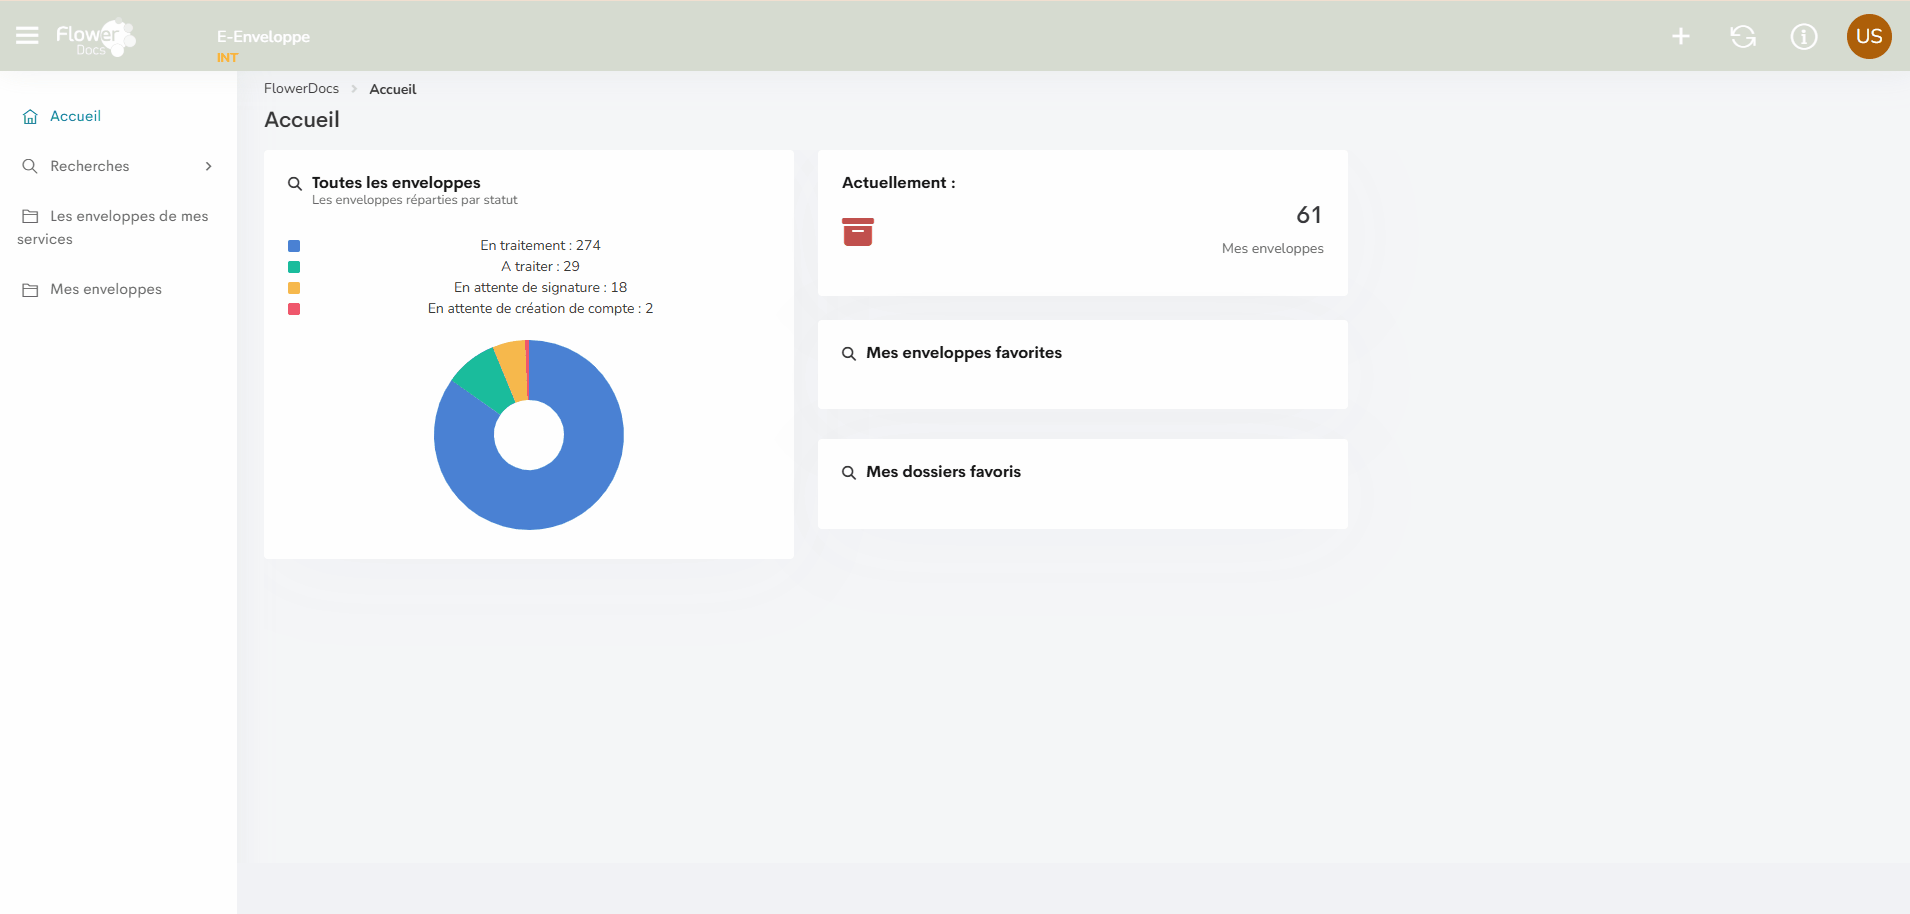 Flower
Docs
E-Enveloppe
INT
US
Accueil
Recherches
Les enveloppes de mes
services
Mes enveloppes
FlowerDocs > Accueil
Accueil
Toutes les enveloppes
Les enveloppes réparties par statut
En traitement : 274
A traiter : 29
En attente de signature : 18
En attente de création de compte : 2
Actuellement :
61
Mes enveloppes
Mes enveloppes favorites
Mes dossiers favoris